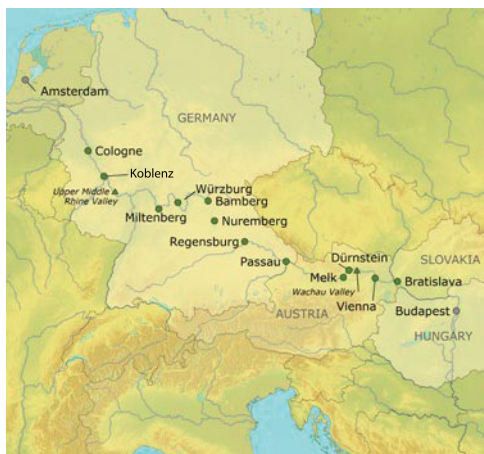 Amsterdam
GERMANY
Cologne
Koblenz
Upper Middle
Rhine Valley
Würzburg
Bamberg
Miltenberg
Nuremberg
Regensburg
Passau
Dürnstein
SLOVAKIA
Melk
Bratislava
Wachau Valley
Vienna
AUSTRIA
Budapest
HUNGARY